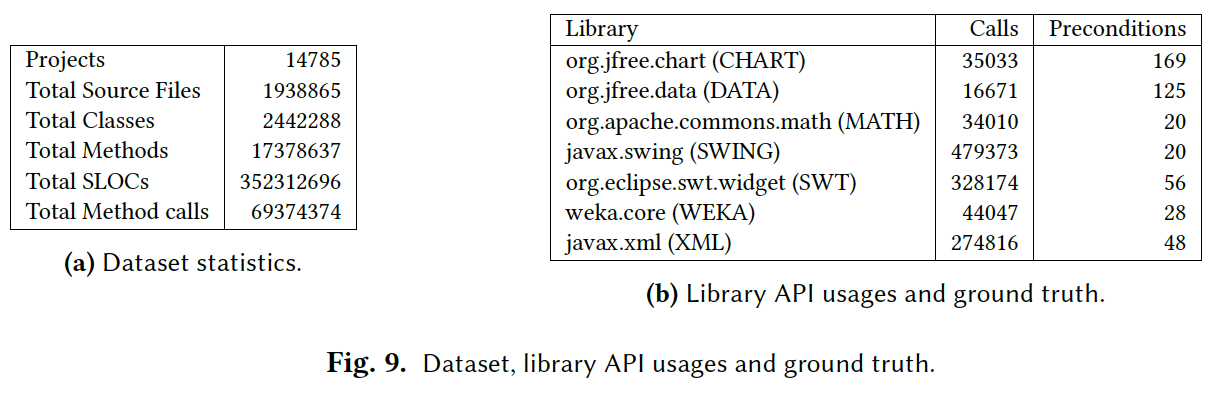 Projects 14785
Total Source Files 1938865
Total Classes 2442288
Total Methods 17378637
Total SLOCs 352312696
Total Method calls 69374374
(a) Dataset statistics.
Library Calls Preconditions
org.jfree.chart (CHART) 35033 169
org.jfree.data (DATA) 16671 125
org.apache.commons.math (MATH) 34010 20
javax.swing (SWING) 479373 20
org.eclipse.swt.widget (SWT) 328174 56
weka.core (WEKA) 44047 28
javax.xml (XML) 274816 48
(b) Library API usages and ground truth.
Fig. 9. Dataset, library API usages and ground truth.